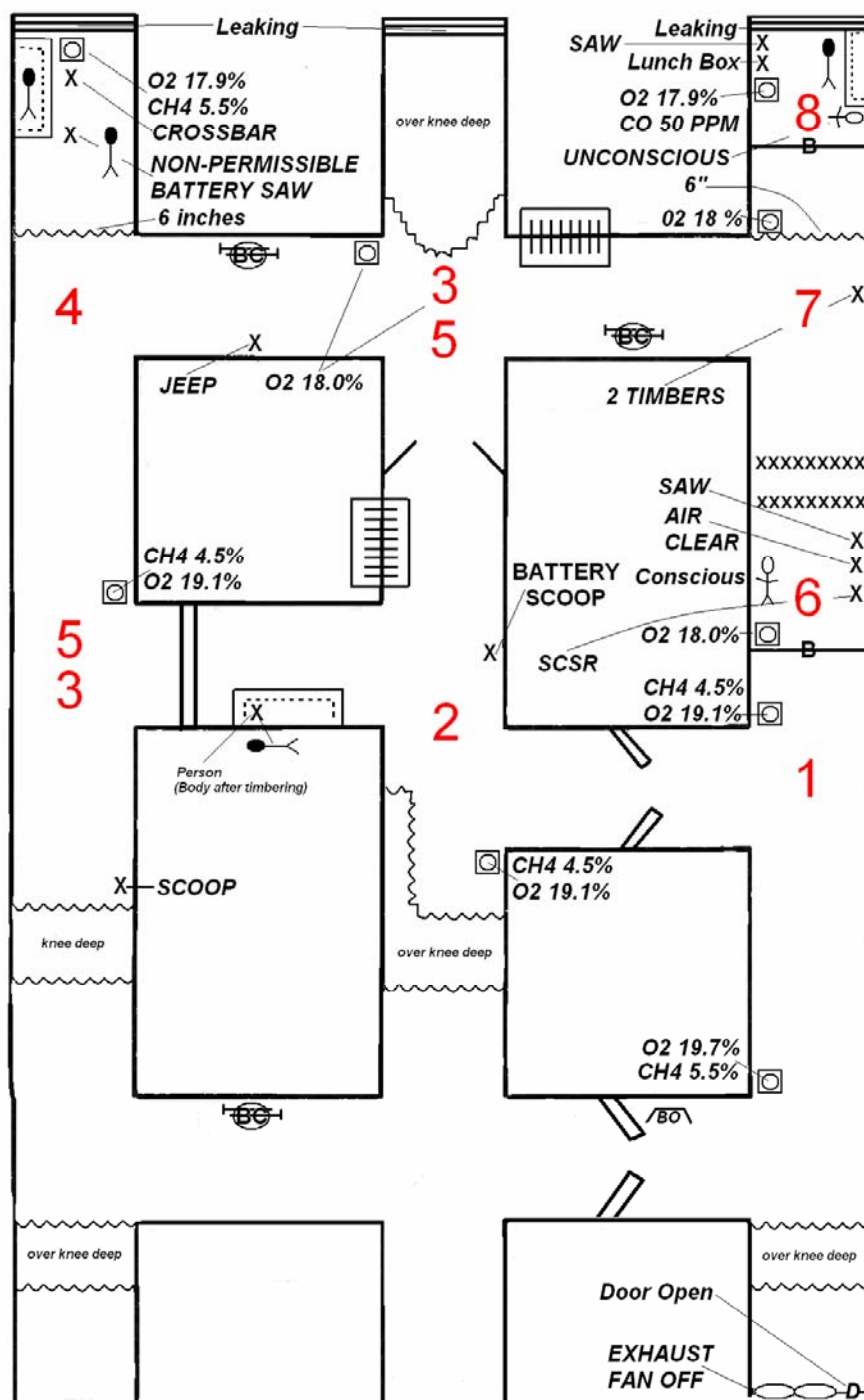 Leaking
Leaking
SAW
X
Lunch Box
X
O2 17.9%
CH4 5.5%
X
CROSSBAR
X
NON-PERMISSIBLE
BATTERY SAW
6 inches
over knee deep
O2 17.9%
CO 50 PPM
8
B
UNCONSCIOUS
6"
02 18 %
BC
3
5
4
7
X
BC
X
JEEP
O2 18.0%
2 TIMBERS
XXXXXXXXX
XXXXXXXXX
SAW
X
AIR
CLEAR
X
CH4 4.5%
O2 19.1%
BATTERY
SCOOP
Conscious
6
X
5
3
X
SCSR
O2 18.0%
B
CH4 4.5%
O2 19.1%
X
2
1
Person
(Body after timbering)
X
SCOOP
CH4 4.5%
O2 19.1%
knee deep
over knee deep
O2 19.7%
CH4 5.5%
BC
BO
over knee deep
over knee deep
Door Open
EXHAUST
FAN OFF
D